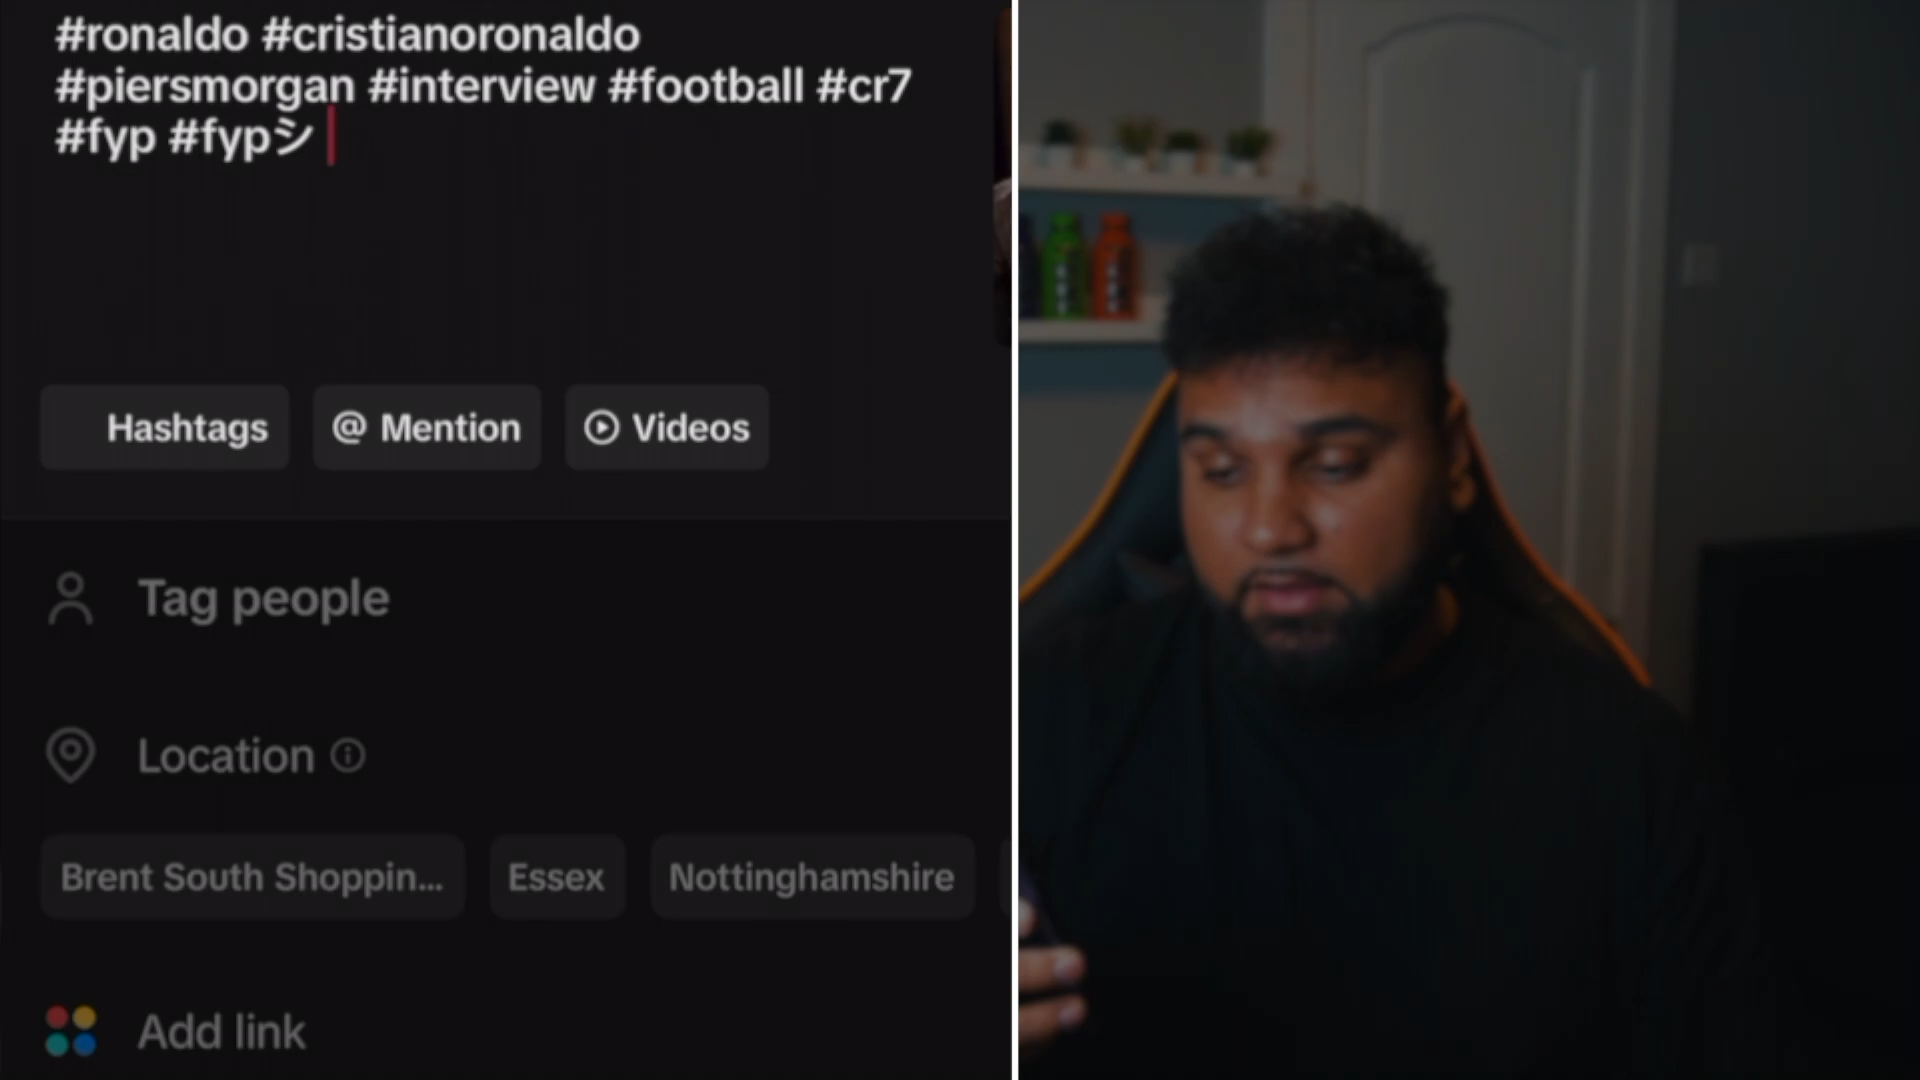 #ronaldo #cristianoronaldo
#piersmorgan #interview #football #cr7
#fyp #fypシ
Hashtags
@ Mention
Videos
Tag people
Location
Brent South Shoppin...
Essex
Nottinghamshire
Add link